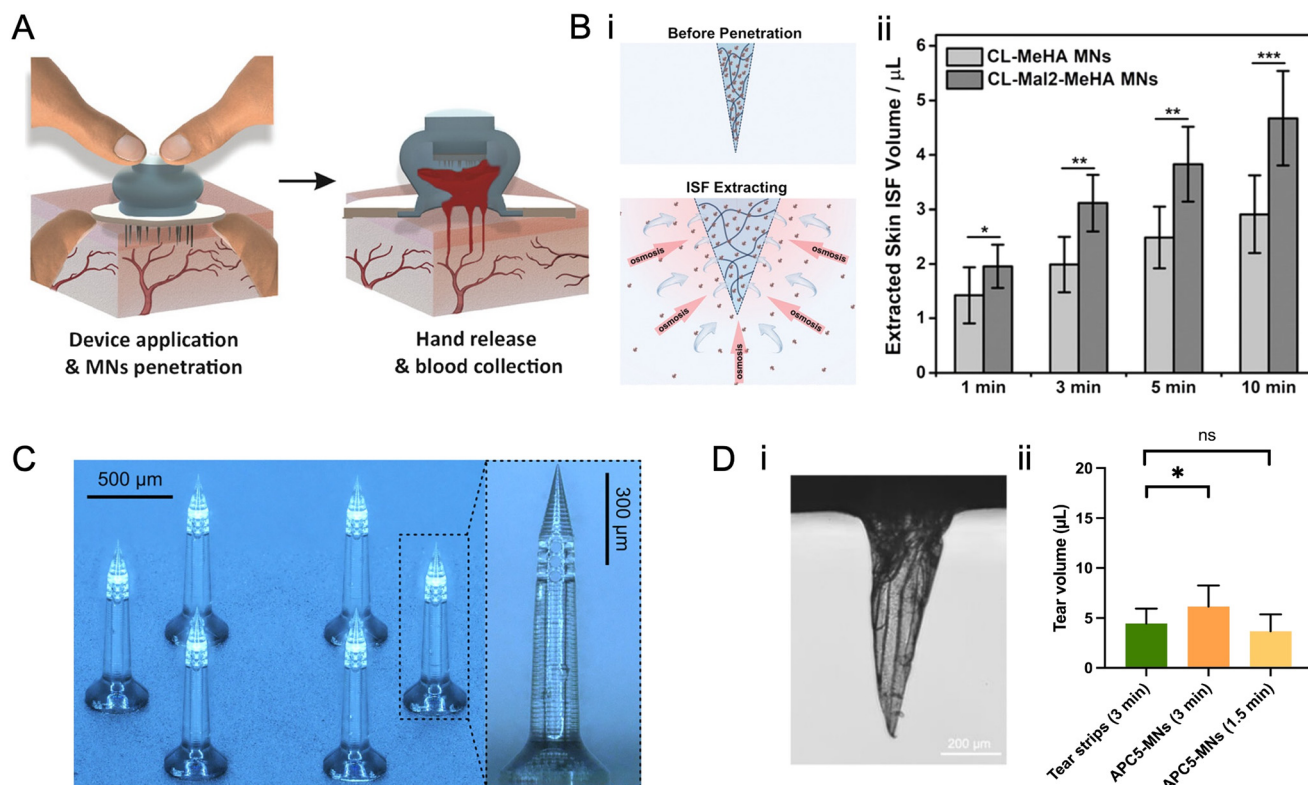 A
Device application
& MNs penetration
Hand release
& blood collection
B
i
Before Penetration
ISF Extracting
osmosis
osmosis
osmosis
osmosis
osmosis
ii
Extracted Skin ISF Volume / μL
6
5
4
3
2
1
0
CL-MeHA MNs
CL-Mal2-MeHA MNs
*
**
**
***
1 min
3 min
5 min
10 min
C
500 μm
300 μm
D
i
200 μm
ii
ns
*
Tear volume (μL)
20
15
10
5
0
Tear strips (3 min)
APC5-MNs (3 min)
APC5-MNs (1.5 min)